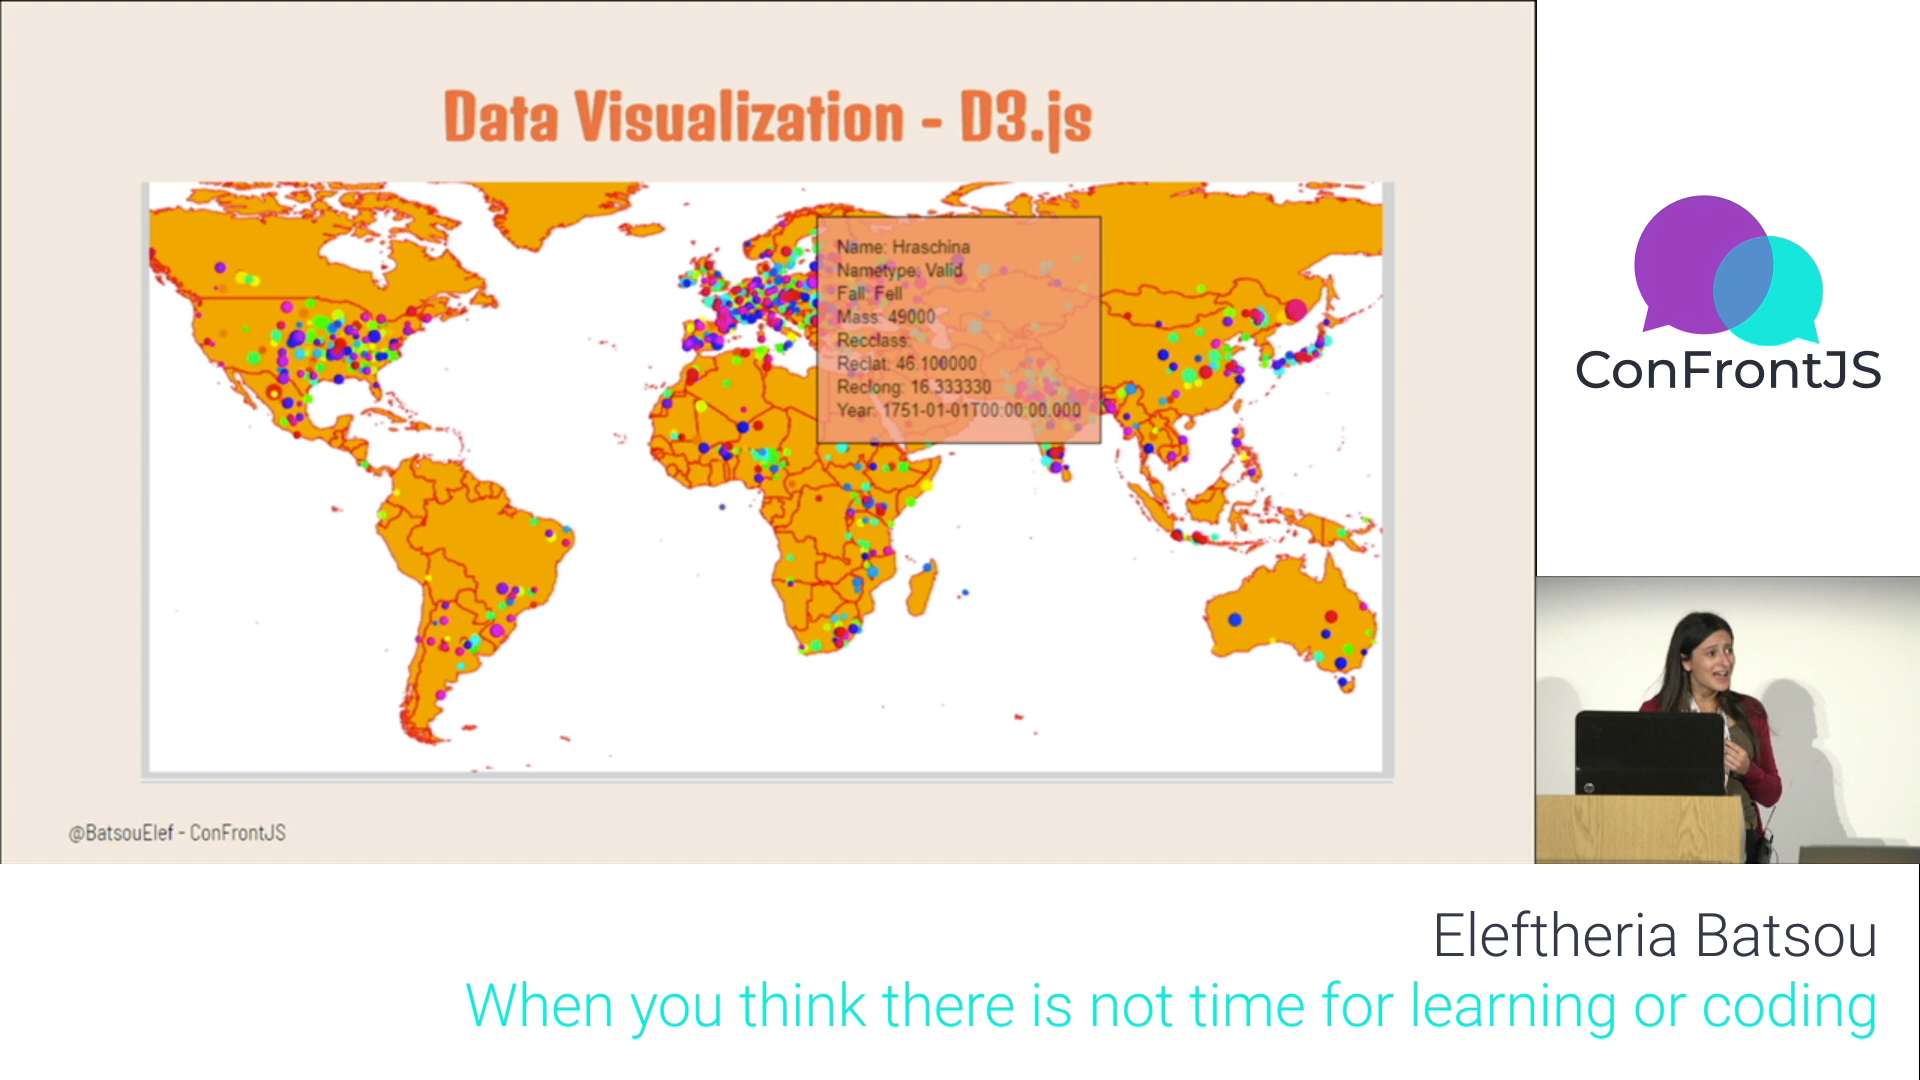 Data Visualization - D3.js
Name: Hraschina
Nametype: Valid
Fall: Fell
Mass: 49000
Recclass:
Reclat: 46.100000
Reclong: 16.333330
Year: 1751-01-01T00:00:00.000
@BatsouElef - ConFrontJS
ConFrontJS
Eleftheria Batsou
When you think there is not time for learning or coding